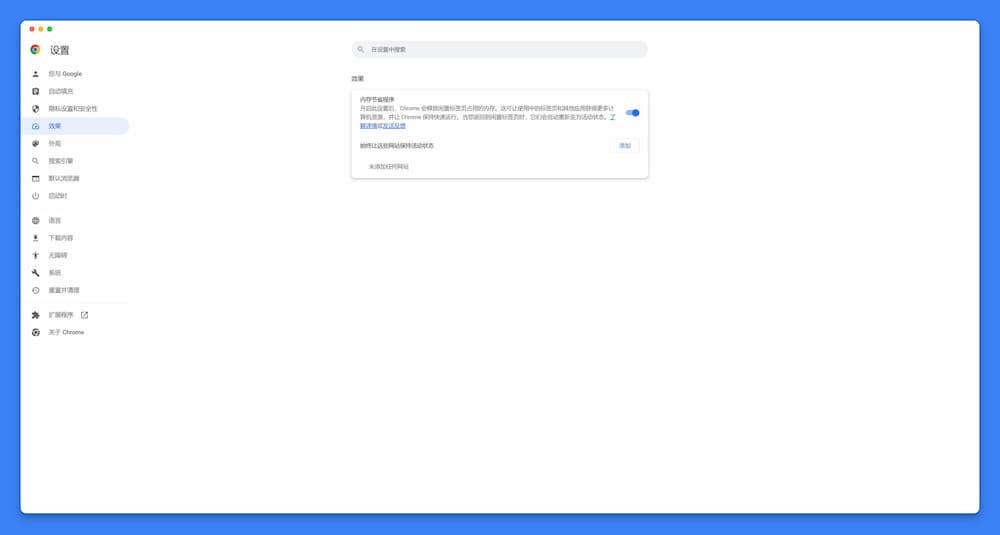 设置
在设置中搜索
您与 Google
自动填充
隐私设置和安全性
效果
外观
搜索引擎
默认浏览器
启动时
语言
下载内容
无障碍
系统
重置并清理
扩展程序
关于 Chrome
效果
内存节省程序
开启此设置后，Chrome 会释放闲置标签页占用的内存。这可让使用中的标签页和其他应用获得更多计
算机资源，并让 Chrome 保持快速运行。当您返回到闲置标签页时，它们会自动重新变为活动状态。了
解详情或发送反馈
始终让这些网站保持活动状态
添加
未添加任何网站